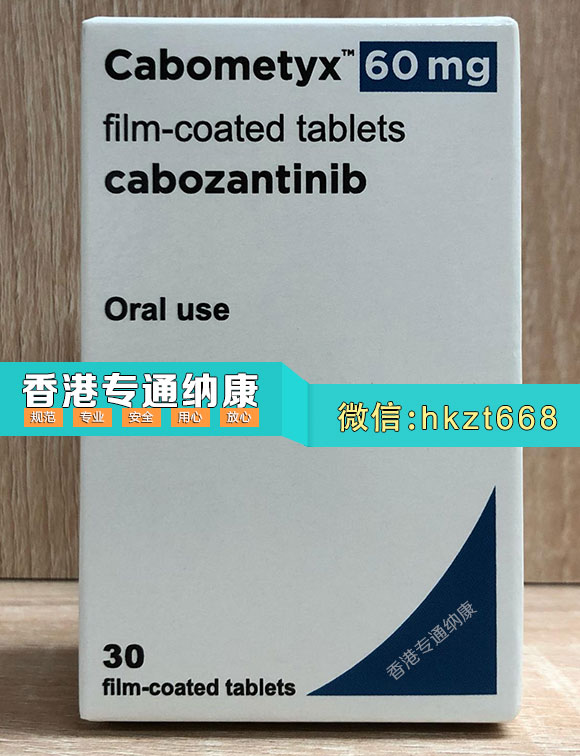 Cabometyx™ 60 mg
film-coated tablets
cabozantinib
Oral use
香港专通纳康
规范 专业 安全 用心 放心
微信:hkzt668
香港专通纳康
30
film-coated tablets